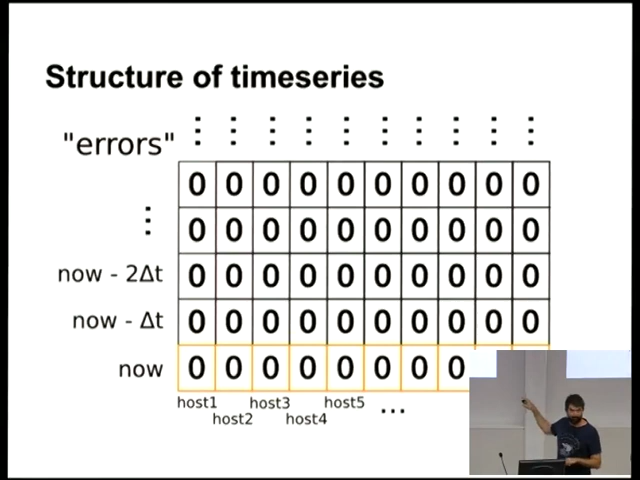 Structure of timeseries
"errors"
0 0 0 0 0 0 0 0 0 0
0 0 0 0 0 0 0 0 0 0
now - 2Δt 0 0 0 0 0 0 0 0 0 0
now - Δt 0 0 0 0 0 0 0 0 0 0
now 0 0 0 0 0 0 0 0
host1 host3 host5 ...
host2 host4